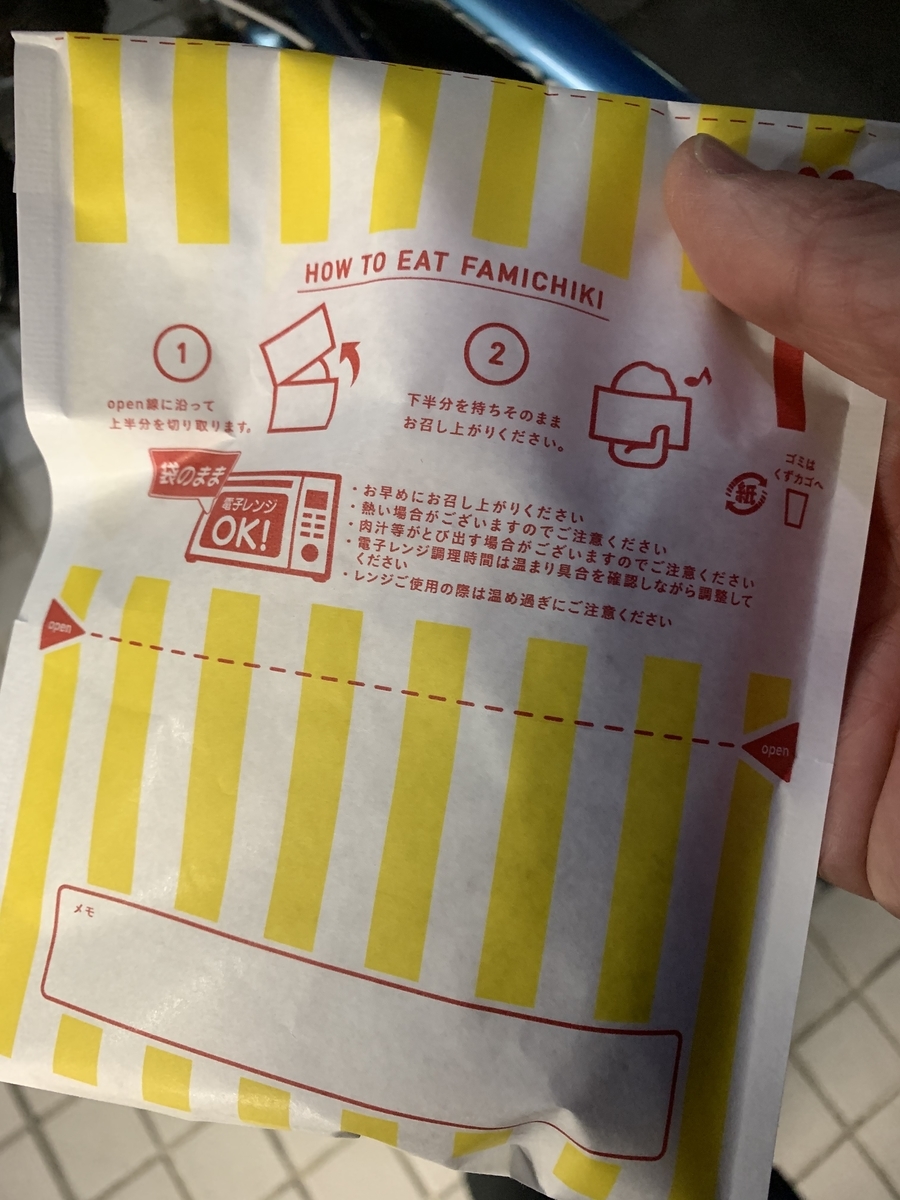 HOW TO EAT FAMICHIKI
1
open線に沿って
上半分を切り取ります。
2
下半分を持ちそのまま
お召し上がりください。
袋のまま
電子レンジ
OK!
・お早めにお召し上がりください
・熱い場合がございますのでご注意ください
・肉汁等がとび出す場合がございますのでご注意ください
・電子レンジ調理時間は温まり具合を確認しながら調整して
ください
・レンジご使用の際は温め過ぎにご注意ください
紙
ゴミは
くずカゴへ
open
open
メモ